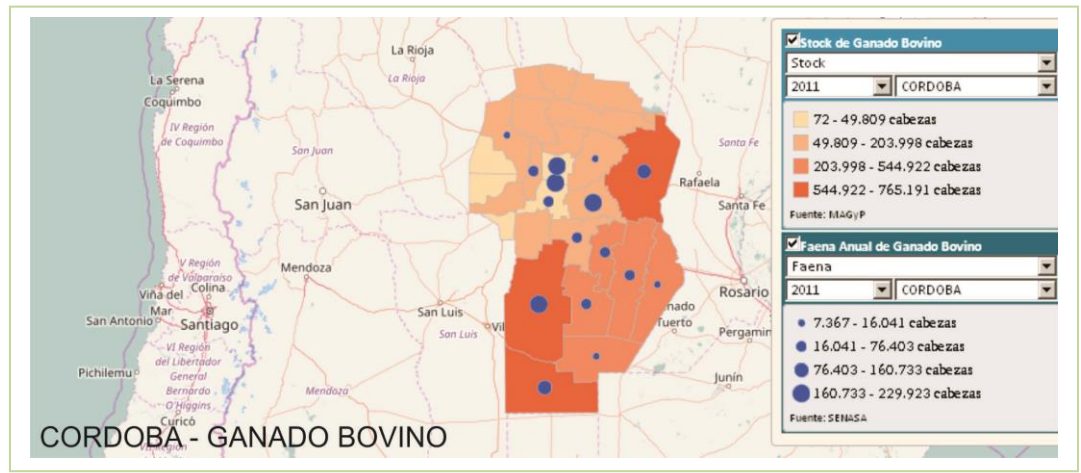 La Rioja
La Rioja
La Serena
Coquimbo
IV Región
de Coquimbo
San Juan
San Juan
Santa Fe
Rafaela
Santa Fe
Mendoza
V Región
de Valparaíso
Viña del
Mar
Colina
San Antonio
Santiago
San Luis
San Luis
Rosario
Tuerto
Pergamin
VI Región
del Libertador
General
Bernardo
O'Higgins
Pichilemu
Mendoza
Junín
Curicó
CORDOBA - GANADO BOVINO
Stock de Ganado Bovino
Stock
2011 CORDOBA
72 - 49.809 cabezas
49.809 - 203.998 cabezas
203.998 - 544.922 cabezas
544.922 - 765.191 cabezas
Fuente: MAGyP
Faena Anual de Ganado Bovino
Faena
2011 CORDOBA
7.367 - 16.041 cabezas
16.041 - 76.403 cabezas
76.403 - 160.733 cabezas
160.733 - 229.923 cabezas
Fuente: SENASA